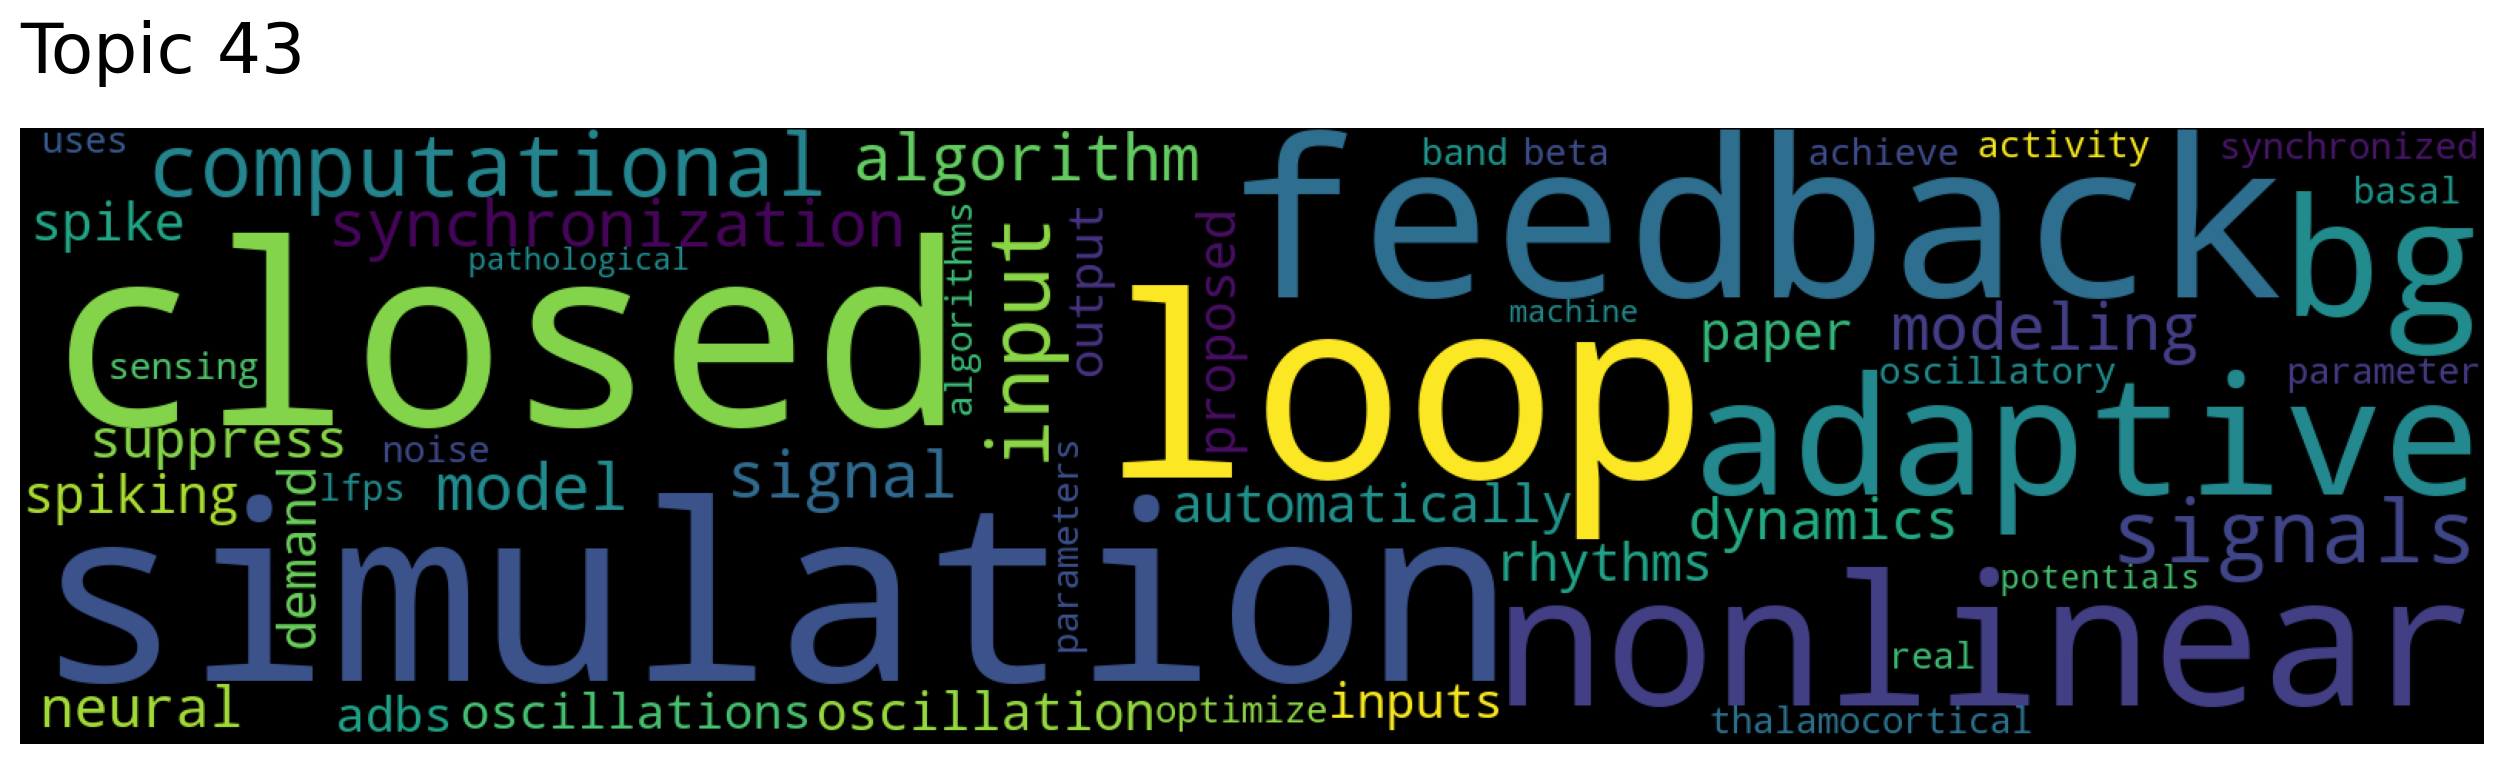 Topic 43
uses
computational
algorithm
feedback
band
beta
achieve
activity
synchronized
spike
synchronization
basal
pathological
closed
algorithms
input
output
proposed
bg
machine
loop
paper
modeling
sensing
oscillatory
parameter
adaptive
suppress
noise
signal
spiking
demand
lfps
model
parameters
automatically
dynamics
signals
simulation
rhythms
potentials
nonlinear
real
neural
adbs
oscillations
oscillation
optimize
inputs
thalamocortical